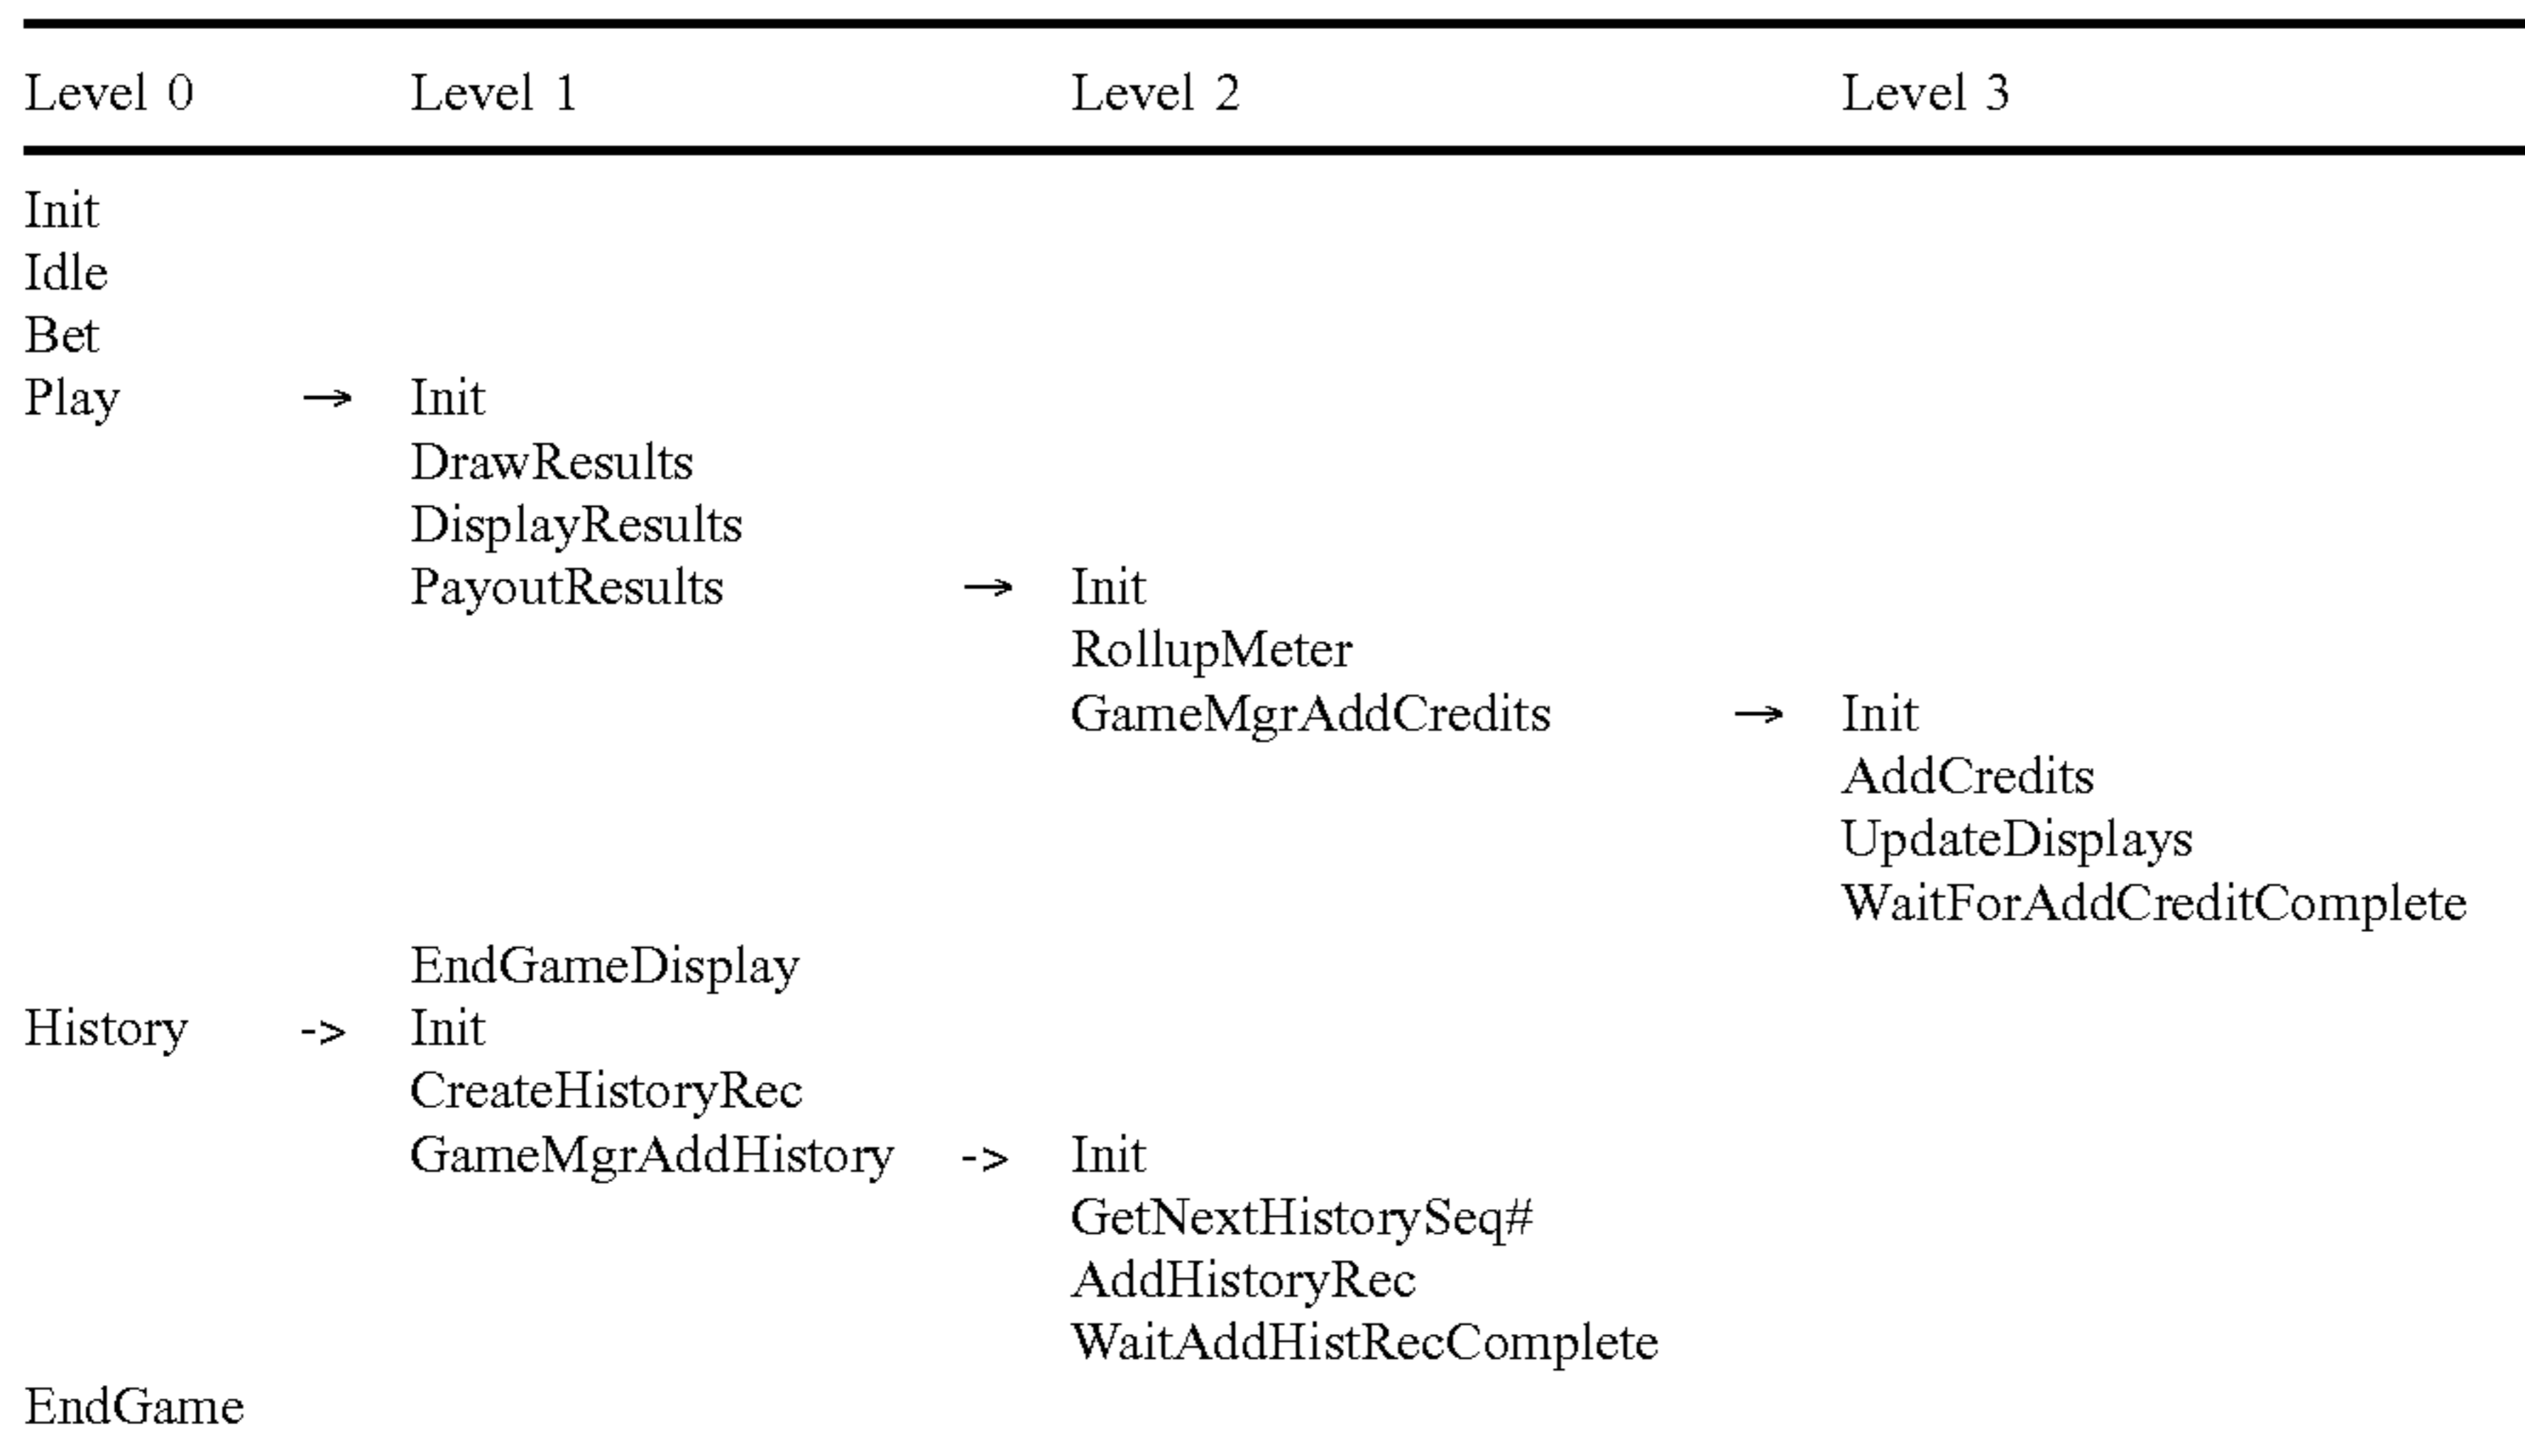 Level 0 Level 1 Level 2 Level 3
Init
Idle
Bet
Play → Init
DrawResults
DisplayResults
PayoutResults → Init
RollupMeter
GameMgrAddCredits → Init
AddCredits
UpdateDisplays
WaitForAddCreditComplete
EndGameDisplay
History -> Init
CreateHistoryRec
GameMgrAddHistory -> Init
GetNextHistorySeq#
AddHistoryRec
WaitAddHistRecComplete
EndGame